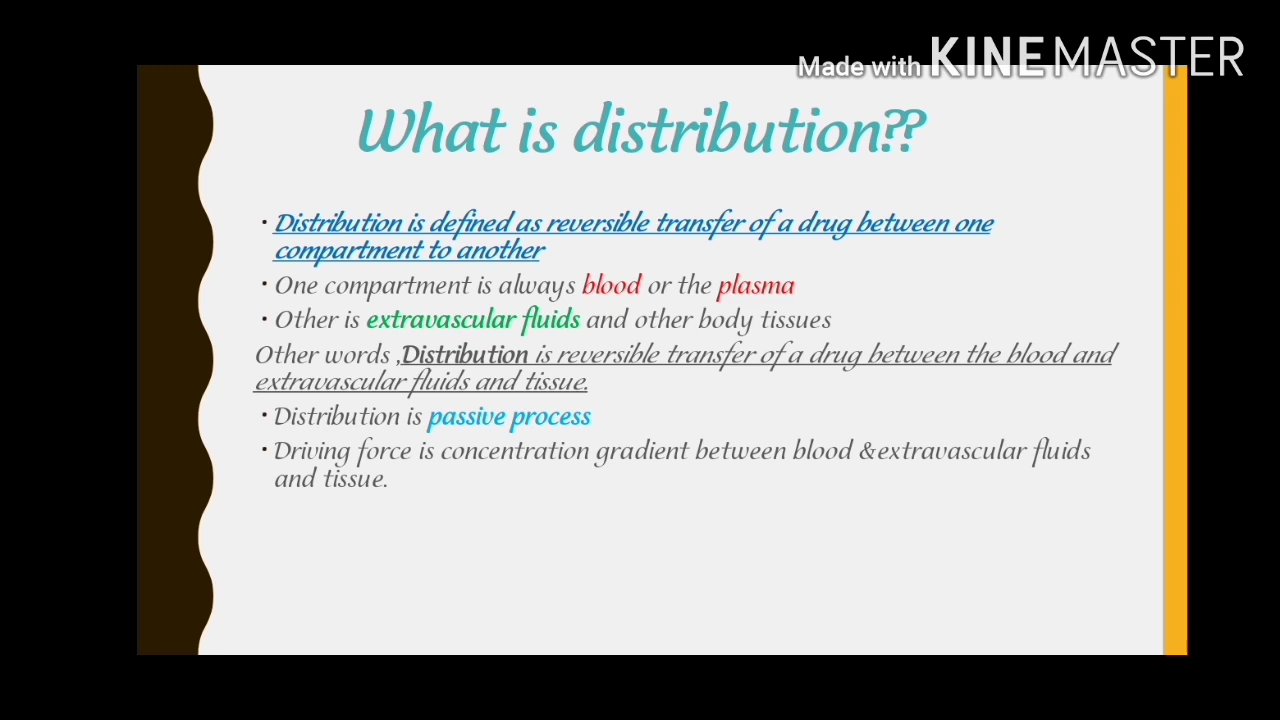 Made with KINEMASTER
What is distribution??
• Distribution is defined as reversible transfer of a drug between one
compartment to another
• One compartment is always blood or the plasma
• Other is extravascular fluids and other body tissues
Other words ,Distribution is reversible transfer of a drug between the blood and
extravascular fluids and tissue.
• Distribution is passive process
• Driving force is concentration gradient between blood &extravascular fluids
and tissue.